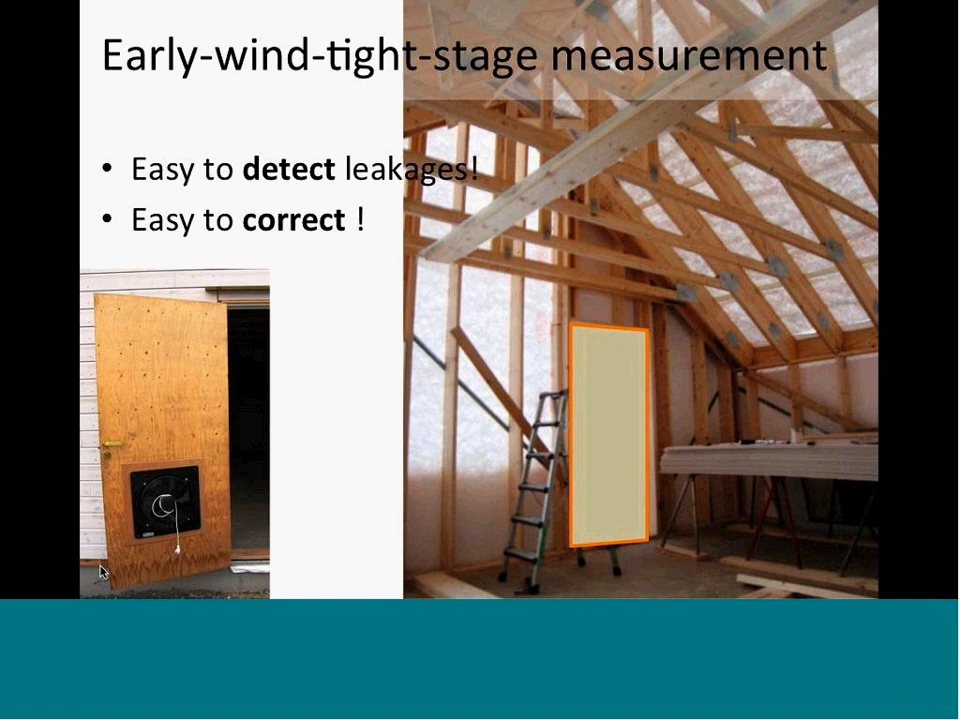 Early-wind-tight-stage measurement
• Easy to detect leakages!
• Easy to correct !